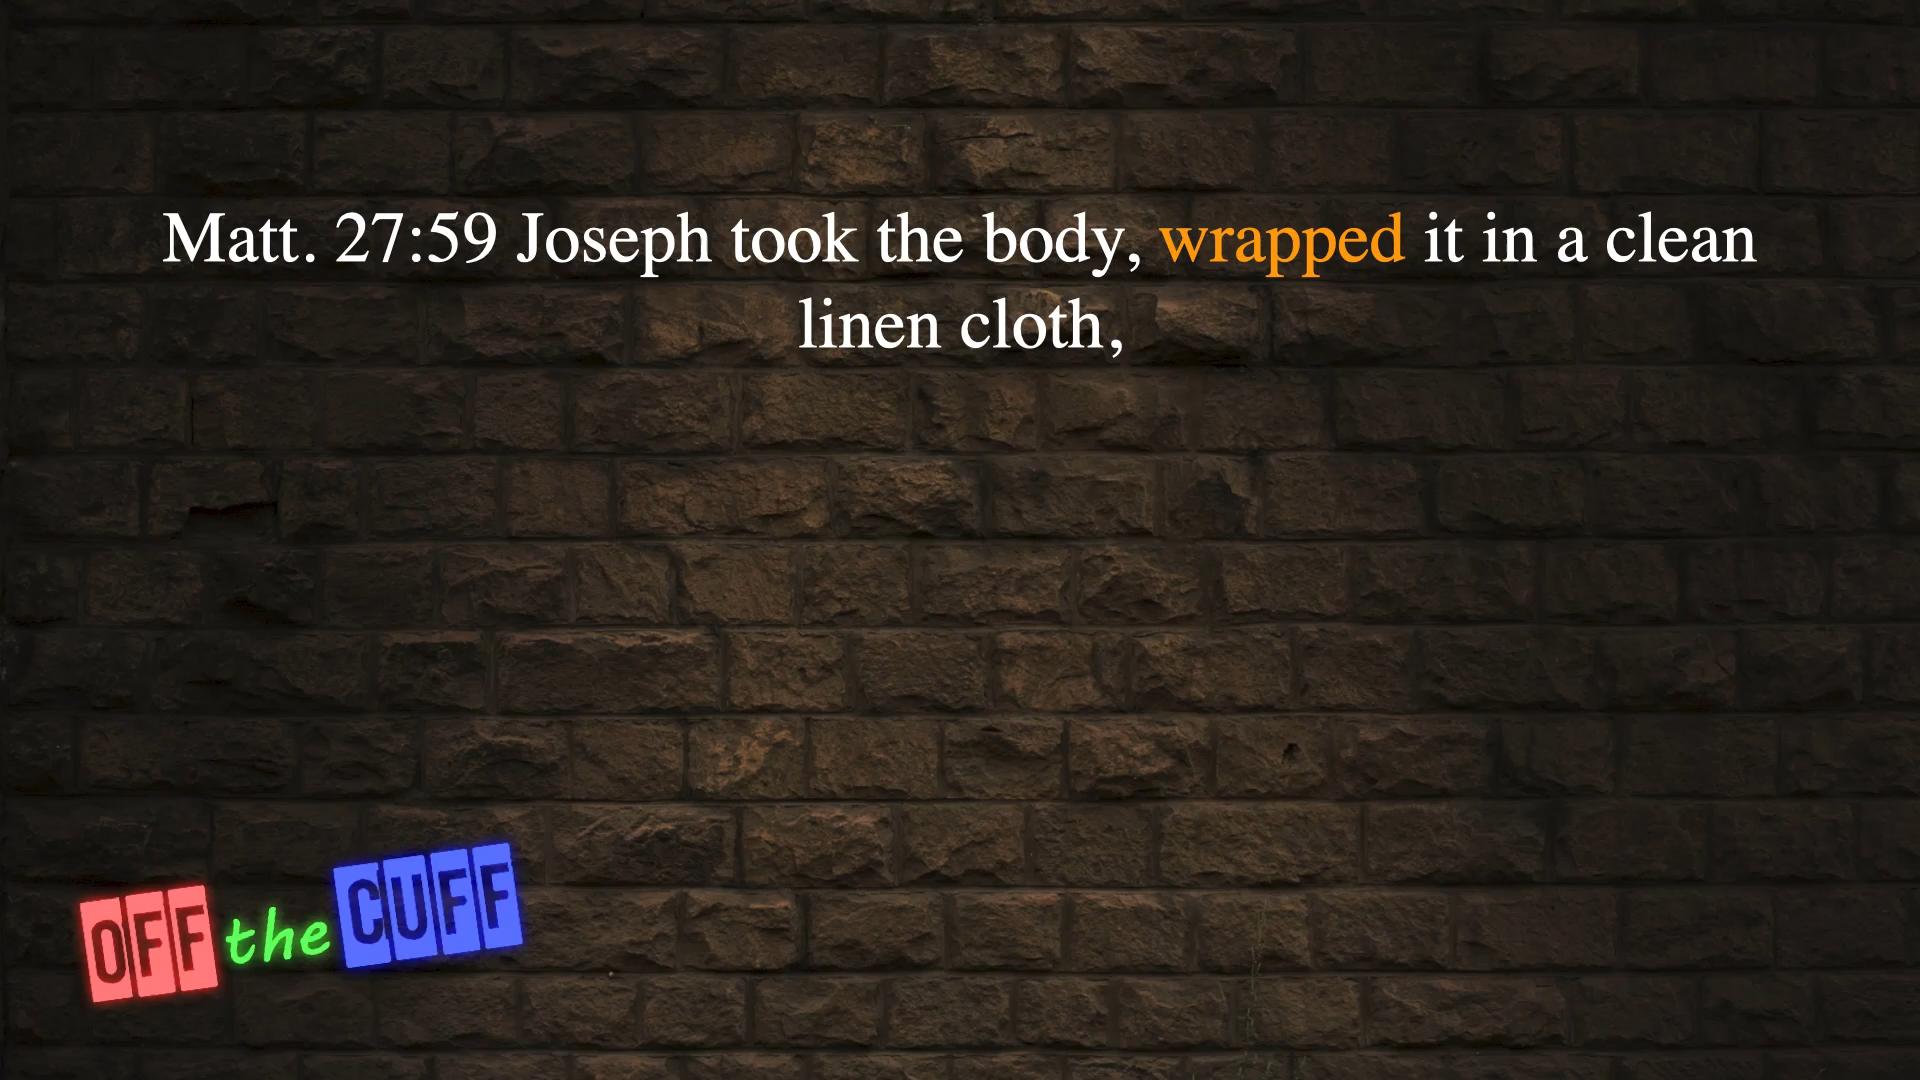 Matt. 27:59 Joseph took the body, wrapped it in a clean
linen cloth,
OFF the CUFF